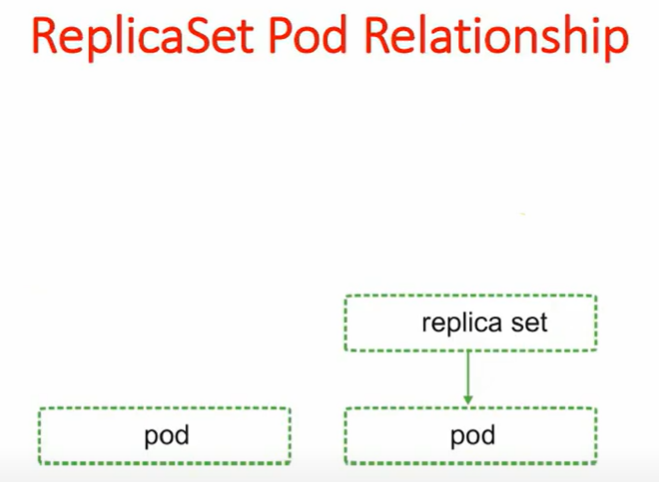 ReplicaSet Pod Relationship
replica set
pod
pod